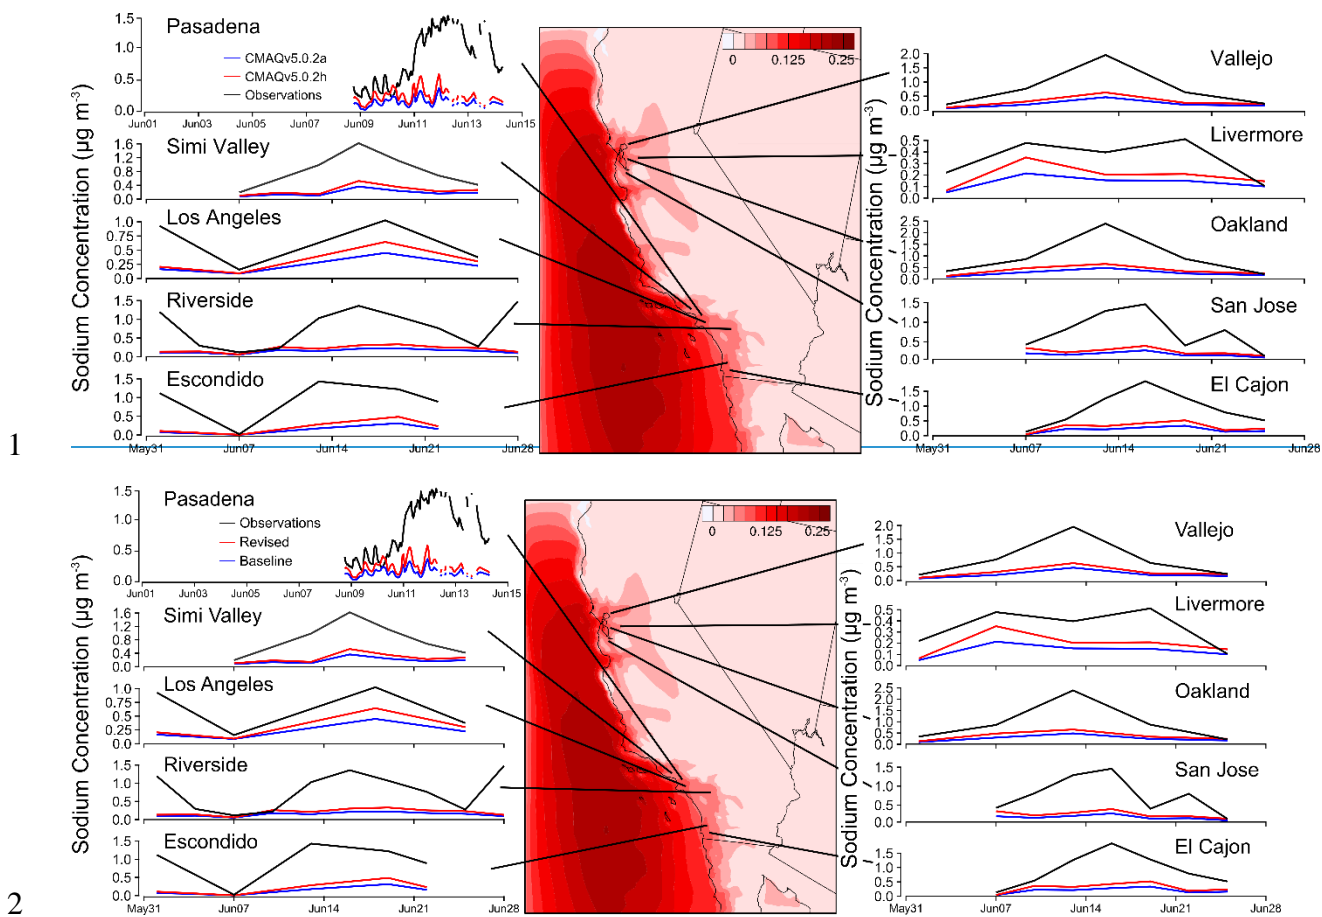 Pasadena
1.5
1.0
0.5
0.0
CMAQv5.0.2a
CMAQv5.0.2h
Observations
Jun01 Jun03 Jun05 Jun07 Jun09 Jun11 Jun13 Jun15
Sodium Concentration (µg m⁻³)
Simi Valley
1.6
1.2
0.8
0.4
0.0
Los Angeles
1.0
0.75
0.5
0.25
0.0
Riverside
1.5
1.0
0.5
0.0
Escondido
1.5
1.0
0.5
0.0
May31 Jun07 Jun14 Jun21 Jun28
0 0.125 0.25
Sodium Concentration (µg m⁻³)
Vallejo
2.0
1.5
1.0
0.5
0.0
Livermore
0.5
0.4
0.3
0.2
0.1
0.0
Oakland
2.5
2.0
1.5
1.0
0.5
0.0
San Jose
1.5
1.0
0.5
0.0
El Cajon
2.0
1.5
1.0
0.5
0.0
May31 Jun07 Jun14 Jun21 Jun28
1
Pasadena
1.5
1.0
0.5
0.0
Observations
Revised
Baseline
Jun01 Jun03 Jun05 Jun07 Jun09 Jun11 Jun13 Jun15
Sodium Concentration (µg m⁻³)
Simi Valley
1.6
1.2
0.8
0.4
0.0
Los Angeles
1.0
0.75
0.5
0.25
0.0
Riverside
1.5
1.0
0.5
0.0
Escondido
1.5
1.0
0.5
0.0
May31 Jun07 Jun14 Jun21 Jun28
0 0.125 0.25
Sodium Concentration (µg m⁻³)
Vallejo
2.0
1.5
1.0
0.5
0.0
Livermore
0.5
0.4
0.3
0.2
0.1
0.0
Oakland
2.5
2.0
1.5
1.0
0.5
0.0
San Jose
1.5
1.0
0.5
0.0
El Cajon
2.0
1.5
1.0
0.5
0.0
May31 Jun07 Jun14 Jun21 Jun28
2